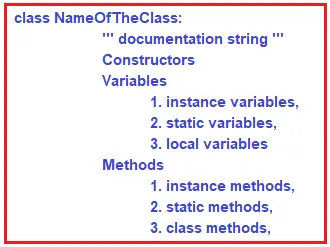 class NameOfTheClass:
''' documentation string '''
Constructors
Variables
1. instance variables,
2. static variables,
3. local variables
Methods
1. instance methods,
2. static methods,
3. class methods,